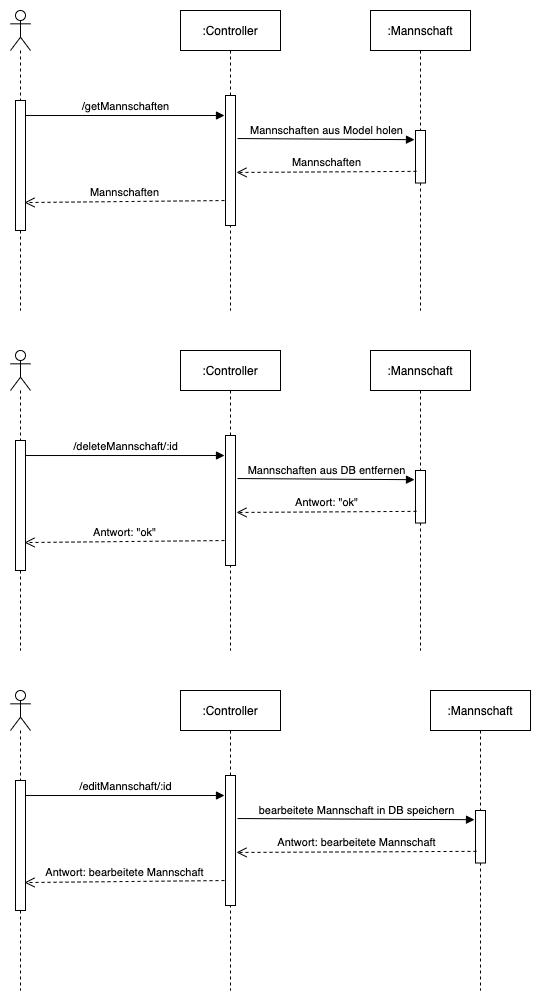 :Controller
:Mannschaft
/getMannschaften
Mannschaften aus Model holen
Mannschaften
Mannschaften
:Controller
:Mannschaft
/deleteMannschaft/:id
Mannschaften aus DB entfernen
Antwort: "ok"
Antwort: "ok"
:Controller
:Mannschaft
/editMannschaft/:id
bearbeitete Mannschaft in DB speichern
Antwort: bearbeitete Mannschaft
Antwort: bearbeitete Mannschaft